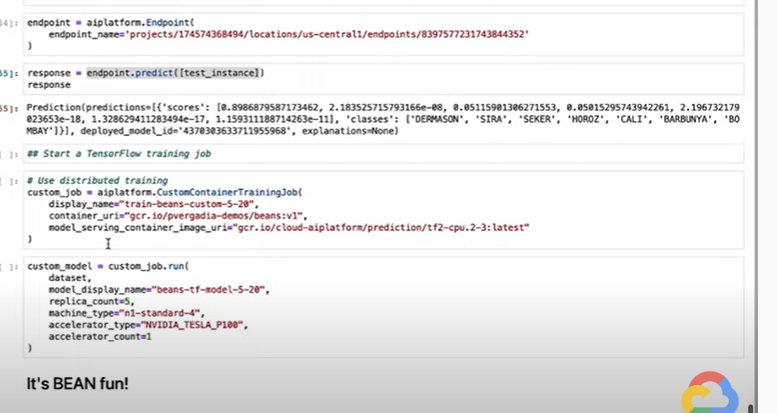 54]:
endpoint = aiplatform.Endpoint(
    endpoint_name='projects/174574368494/locations/us-central1/endpoints/8397577231743844352'
)
55]:
response = endpoint.predict([test_instance])
response
55]:
Prediction(predictions=[{'scores': [0.8986879587173462, 2.183525715793166e-08, 0.05115901306271553, 0.05015295743942261, 2.196732179
023653e-18, 1.328629411283494e-17, 1.159311188714263e-11], 'classes': ['DERMASON', 'SIRA', 'SEKER', 'HOROZ', 'CALI', 'BARBUNYA', 'BO
MBAY']}], deployed_model_id='4370303633711955968', explanations=None)
[ ]:
## Start a TensorFlow training job
[ ]:
# Use distributed training
custom_job = aiplatform.CustomContainerTrainingJob(
    display_name="train-beans-custom-5-20",
    container_uri="gcr.io/pvergadia-demos/beans:v1",
    model_serving_container_image_uri="gcr.io/cloud-aiplatform/prediction/tf2-cpu.2-3:latest"
)
[ ]:
custom_model = custom_job.run(
    dataset,
    model_display_name="beans-tf-model-5-20",
    replica_count=5,
    machine_type="n1-standard-4",
    accelerator_type="NVIDIA_TESLA_P100",
    accelerator_count=1
)
It's BEAN fun!